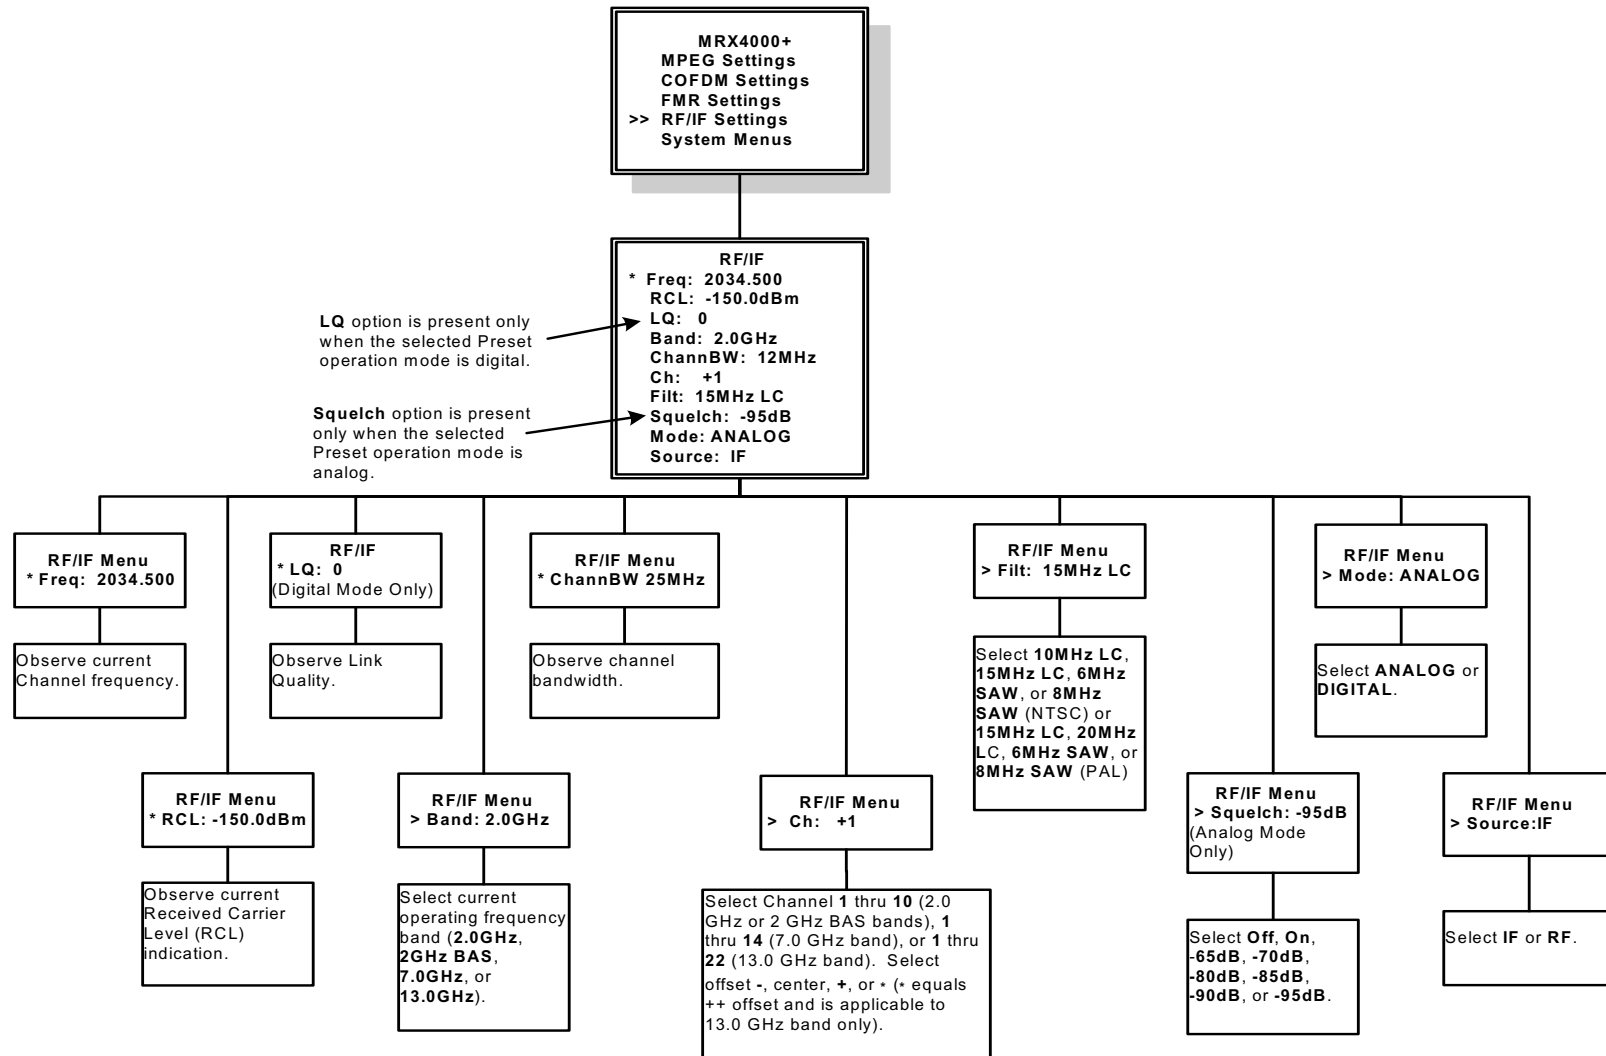 MRX4000+
MPEG Settings
COFDM Settings
FMR Settings
>> RF/IF Settings
System Menus
RF/IF
* Freq: 2034.500
RCL: -150.0dBm
LQ: 0
Band: 2.0GHz
ChannBW: 12MHz
Ch: +1
Filt: 15MHz LC
Squelch: -95dB
Mode: ANALOG
Source: IF
LQ option is present only
when the selected Preset
operation mode is digital.
Squelch option is present
only when the selected
Preset operation mode is
analog.
RF/IF Menu
* Freq: 2034.500
Observe current
Channel frequency.
RF/IF Menu
* RCL: -150.0dBm
Observe current
Received Carrier
Level (RCL)
indication.
RF/IF
* LQ: 0
(Digital Mode Only)
Observe Link
Quality.
RF/IF Menu
> Band: 2.0GHz
Select current
operating frequency
band (2.0GHz,
2GHz BAS,
7.0GHz, or
13.0GHz).
RF/IF Menu
* ChannBW 25MHz
Observe channel
bandwidth.
RF/IF Menu
> Ch: +1
Select Channel 1 thru 10 (2.0
GHz or 2 GHz BAS bands), 1
thru 14 (7.0 GHz band), or 1 thru
22 (13.0 GHz band). Select
offset -, center, +, or * (* equals
++ offset and is applicable to
13.0 GHz band only).
RF/IF Menu
> Filt: 15MHz LC
Select 10MHz LC,
15MHz LC, 6MHz
SAW, or 8MHz
SAW (NTSC) or
15MHz LC, 20MHz
LC, 6MHz SAW, or
8MHz SAW (PAL)
RF/IF Menu
> Squelch: -95dB
(Analog Mode
Only)
Select Off, On,
-65dB, -70dB,
-80dB, -85dB,
-90dB, or -95dB.
RF/IF Menu
> Mode: ANALOG
Select ANALOG or
DIGITAL.
RF/IF Menu
> Source:IF
Select IF or RF.